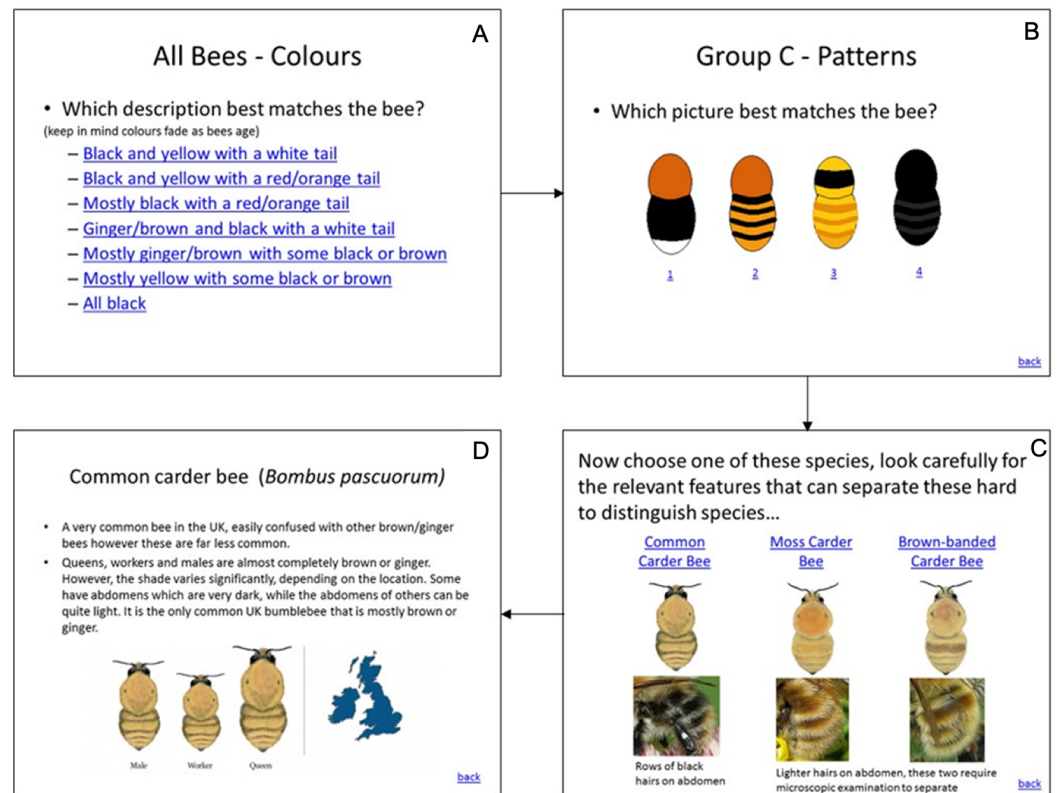 A
All Bees - Colours
• Which description best matches the bee?
(keep in mind colours fade as bees age)
– Black and yellow with a white tail
– Black and yellow with a red/orange tail
– Mostly black with a red/orange tail
– Ginger/brown and black with a white tail
– Mostly ginger/brown with some black or brown
– Mostly yellow with some black or brown
– All black
B
Group C - Patterns
• Which picture best matches the bee?
1 2 3 4
back
C
Now choose one of these species, look carefully for
the relevant features that can separate these hard
to distinguish species…
Common
Carder Bee
Moss Carder
Bee
Brown-banded
Carder Bee
Rows of black
hairs on abdomen
Lighter hairs on abdomen, these two require
microscopic examination to separate
back
D
Common carder bee (Bombus pascuorum)
• A very common bee in the UK, easily confused with other brown/ginger
bees however these are far less common.
• Queens, workers and males are almost completely brown or ginger.
However, the shade varies significantly, depending on the location. Some
have abdomens which are very dark, while the abdomens of others can be
quite light. It is the only common UK bumblebee that is mostly brown or
ginger.
Male Worker Queen
back